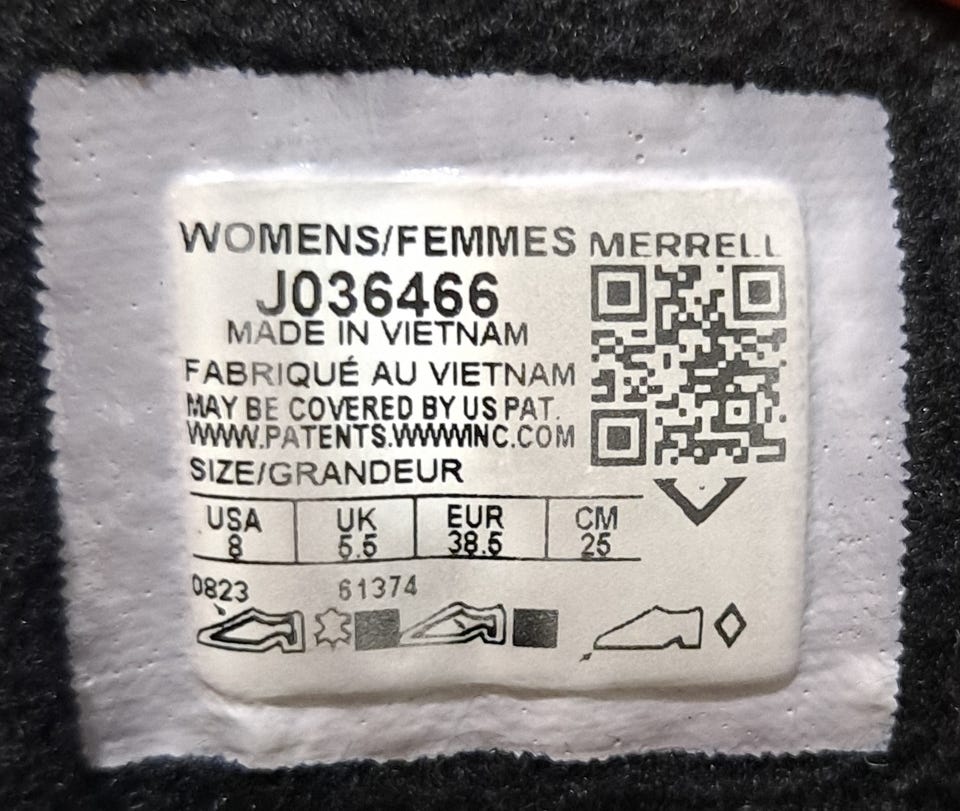 WOMENS/FEMMES MERRELL
J036466
MADE IN VIETNAM
FABRIQUÉ AU VIETNAM
MAY BE COVERED BY US PAT.
WWW.PATENTS.WWWINC.COM
SIZE/GRANDEUR
USA UK EUR CM
8 5.5 38.5 25
0823 61374